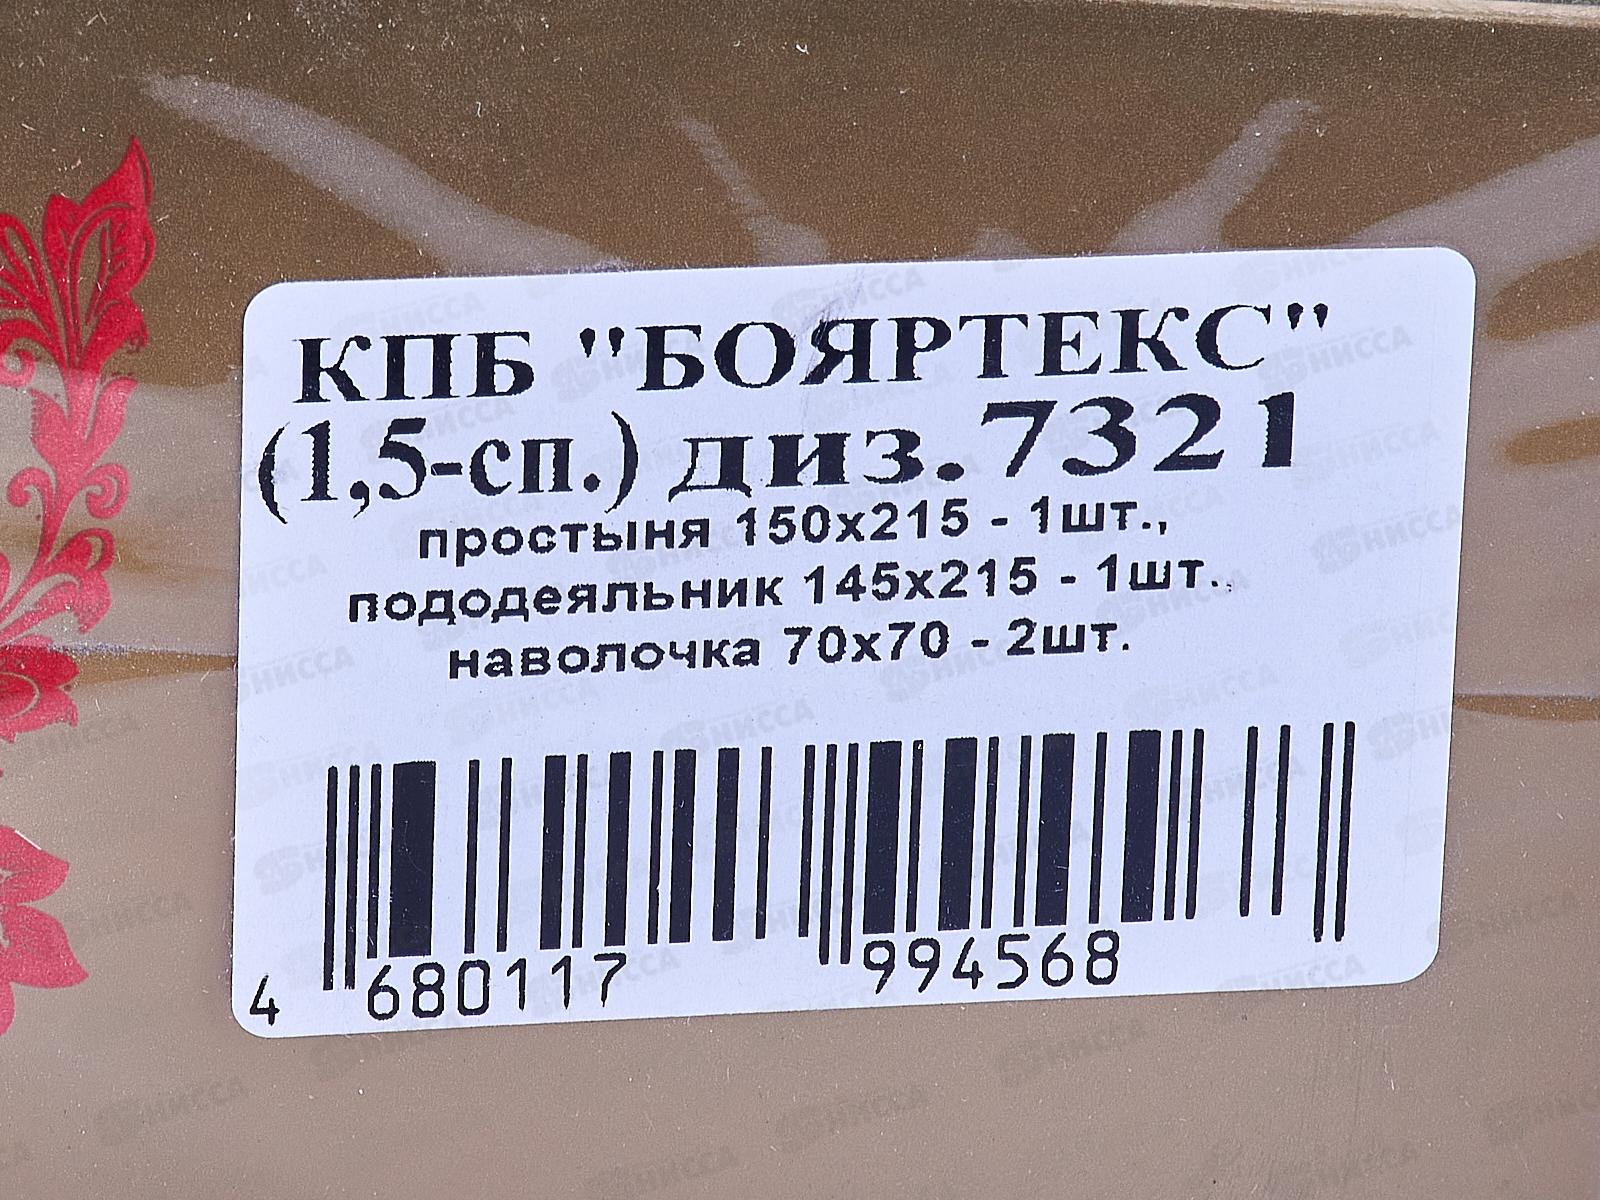 КПБ "БОЯРТЕКС"
(1,5-сп.) диз.7321
простыня 150х215 - 1шт.,
пододеяльник 145х215 - 1шт.,
наволочка 70х70 - 2шт.
4 680117 994568